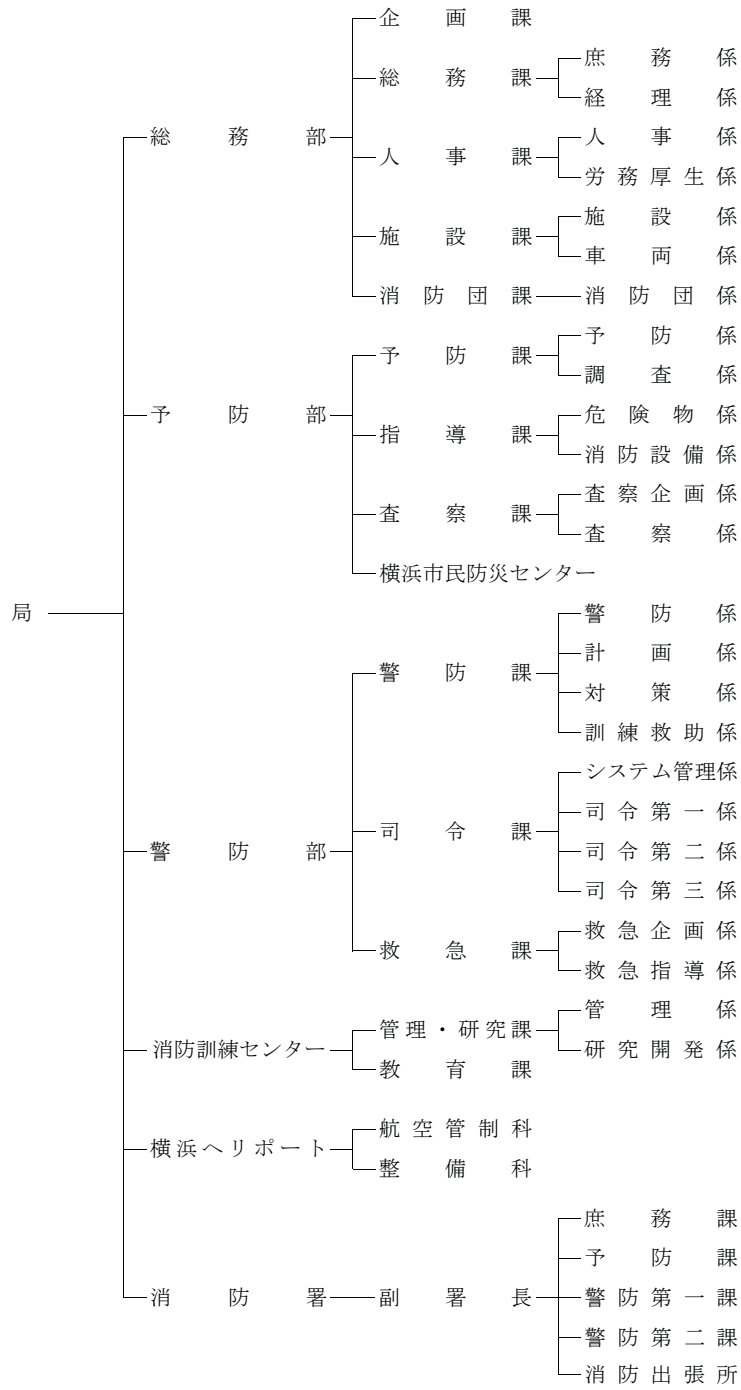 企画課
庶務係
総務課
経理係
総務部
人事係
人事課
労務厚生係
施設係
施設課
車両係
消防団課 消防団係
予防係
予防課
調査係
予防部
危険物係
指導課
消防設備係
査察企画係
査察課
査察係
横浜市民防災センター
局
警防係
計画係
警防課
対策係
訓練救助係
システム管理係
司令第一係
司令課
警防部
司令第二係
司令第三係
救急企画係
救急課
救急指導係
管理係
管理・研究課
消防訓練センター
研究開発係
教育課
航空管制科
横浜ヘリポート
整備科
庶務課
予防課
消防署 副署長 警防第一課
警防第二課
消防出張所